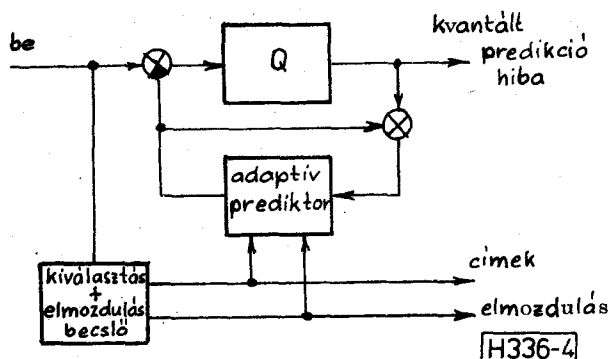 be
Q
kvantált
predikció
hiba
adaptív
prediktor
kiválasztás
+
elmozdulás
becslő
címek
elmozdulás
H336-4